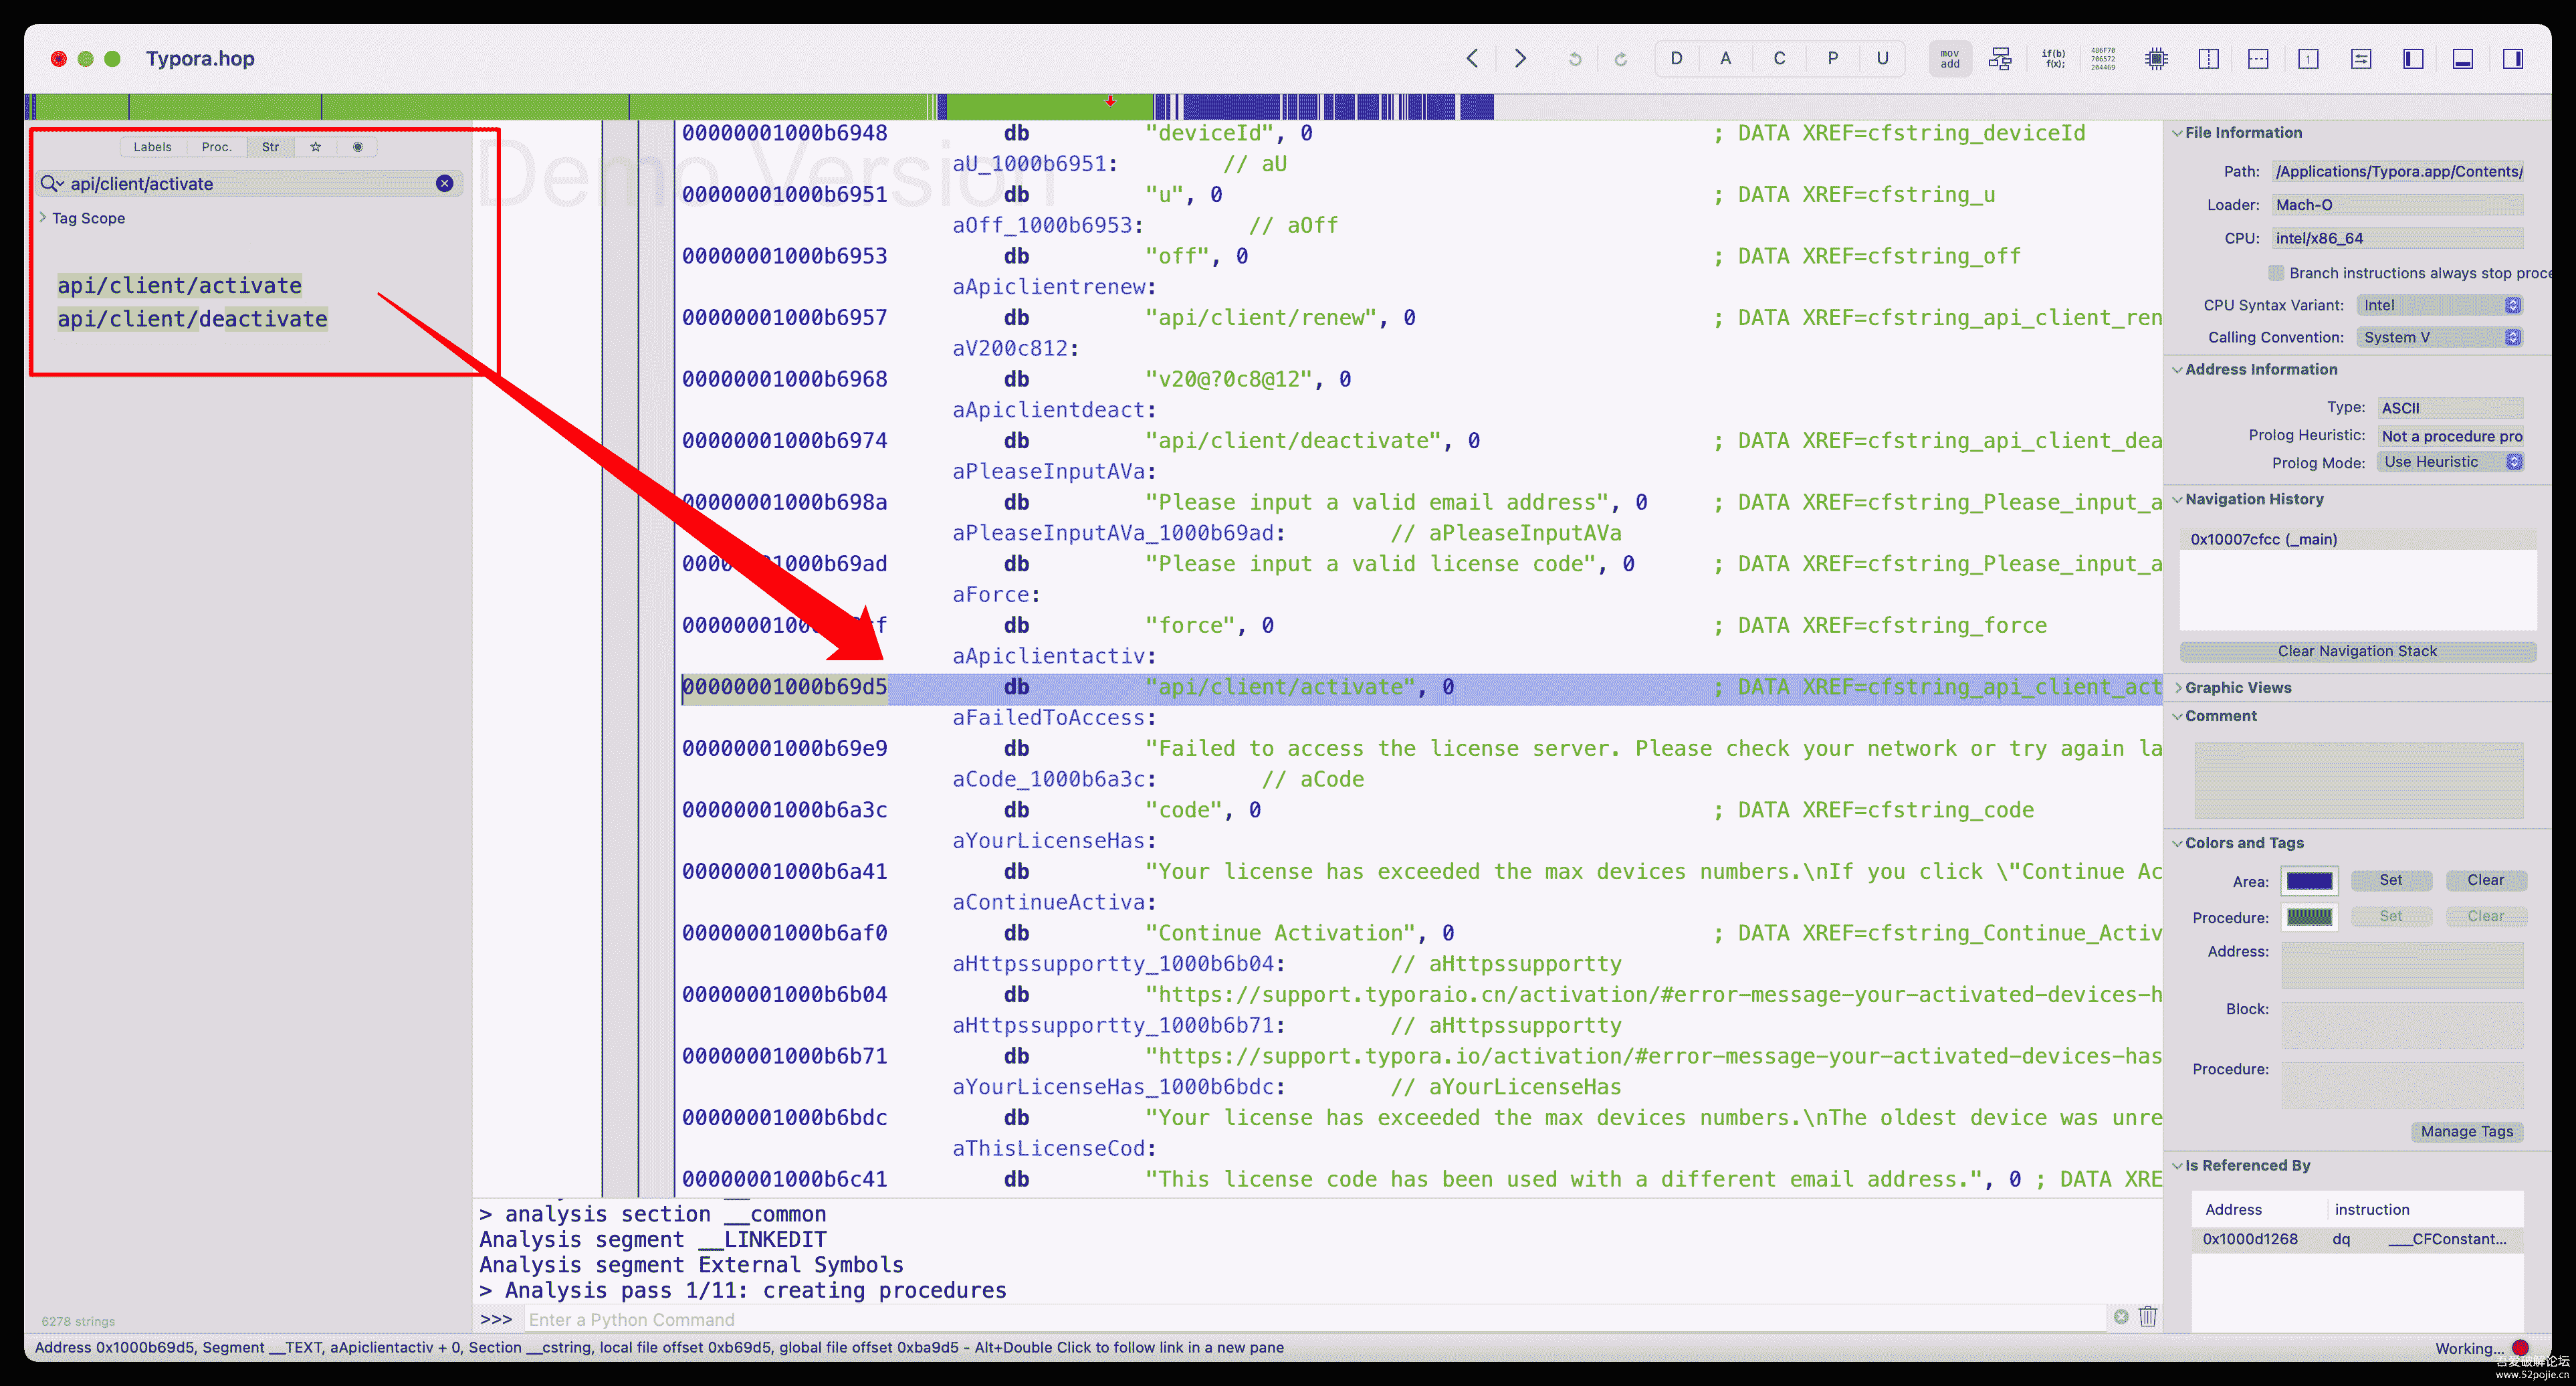 Typora.hop
D A C P U
mov
add
if(b)
f(x);
486F70
706572
204469
Labels Proc. Str
api/client/activate
Tag Scope
api/client/activate
api/client/deactivate
6278 strings
Demo Version
00000001000b6948 db "deviceId", 0 ; DATA XREF=cfstring_deviceId
aU_1000b6951: // aU
00000001000b6951 db "u", 0 ; DATA XREF=cfstring_u
aOff_1000b6953: // aOff
00000001000b6953 db "off", 0 ; DATA XREF=cfstring_off
aApiclientrenew:
00000001000b6957 db "api/client/renew", 0 ; DATA XREF=cfstring_api_client_ren
aV200c812:
00000001000b6968 db "v20@?0c8@12", 0
aApiclientdeact:
00000001000b6974 db "api/client/deactivate", 0 ; DATA XREF=cfstring_api_client_dea
aPleaseInputAVa:
00000001000b698a db "Please input a valid email address", 0 ; DATA XREF=cfstring_Please_input_a
aPleaseInputAVa_1000b69ad: // aPleaseInputAVa
00000001000b69ad db "Please input a valid license code", 0 ; DATA XREF=cfstring_Please_input_a
aForce:
db "force", 0 ; DATA XREF=cfstring_force
aApiclientactiv:
00000001000b69d5 db "api/client/activate", 0 ; DATA XREF=cfstring_api_client_act
aFailedToAccess:
00000001000b69e9 db "Failed to access the license server. Please check your network or try again la
aCode_1000b6a3c: // aCode
00000001000b6a3c db "code", 0 ; DATA XREF=cfstring_code
aYourLicenseHas:
00000001000b6a41 db "Your license has exceeded the max devices numbers.\nIf you click \"Continue Ac
aContinueActiva:
00000001000b6af0 db "Continue Activation", 0 ; DATA XREF=cfstring_Continue_Activ
aHttpssupportty_1000b6b04: // aHttpssupportty
00000001000b6b04 db "https://support.typoraio.cn/activation/#error-message-your-activated-devices-h
aHttpssupportty_1000b6b71: // aHttpssupportty
00000001000b6b71 db "https://support.typora.io/activation/#error-message-your-activated-devices-has
aYourLicenseHas_1000b6bdc: // aYourLicenseHas
00000001000b6bdc db "Your license has exceeded the max devices numbers.\nThe oldest device was unre
aThisLicenseCod:
00000001000b6c41 db "This license code has been used with a different email address.", 0 ; DATA XRE
> analysis section __common
Analysis segment __LINKEDIT
Analysis segment External Symbols
> Analysis pass 1/11: creating procedures
>>> Enter a Python Command
File Information
Path: /Applications/Typora.app/Contents/
Loader: Mach-O
CPU: intel/x86_64
Branch instructions always stop proce
CPU Syntax Variant: Intel
Calling Convention: System V
Address Information
Type: ASCII
Prolog Heuristic: Not a procedure pro
Prolog Mode: Use Heuristic
Navigation History
0x10007cfcc (_main)
Clear Navigation Stack
Graphic Views
Comment
Colors and Tags
Area: Set Clear
Procedure: Set Clear
Address:
Block:
Procedure:
Manage Tags
Is Referenced By
Address instruction
0x1000d1268 dq ___CFConstant...
Address 0x1000b69d5, Segment __TEXT, aApiclientactiv + 0, Section __cstring, local file offset 0xb69d5, global file offset 0xba9d5 - Alt+Double Click to follow link in a new pane
Working...
吾爱破解论坛
www.52pojie.cn